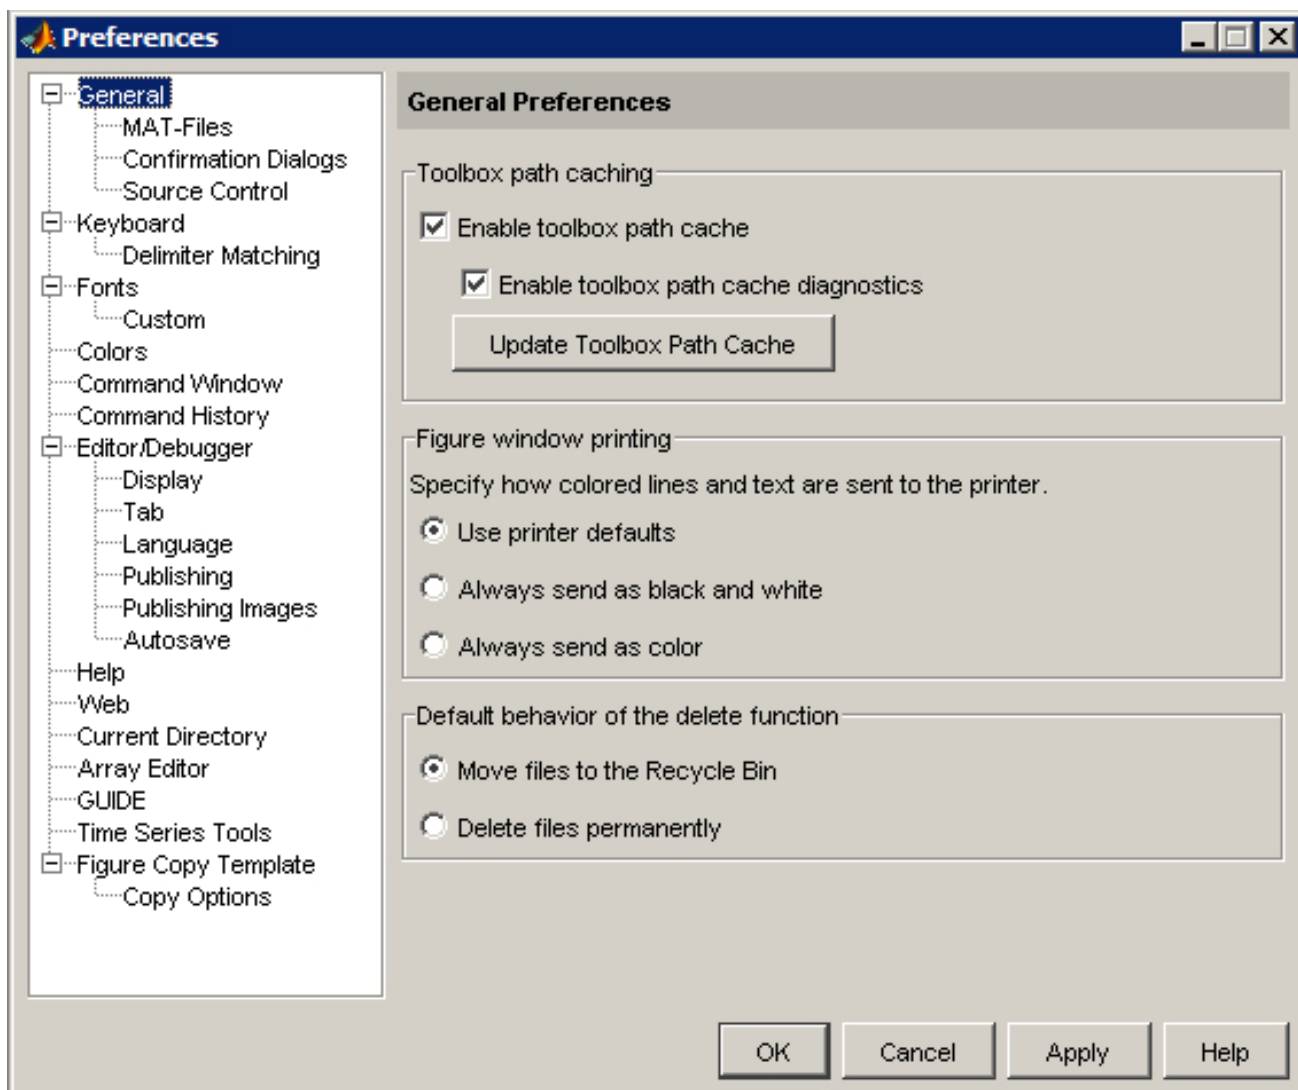 Preferences
General
MAT-Files
Confirmation Dialogs
Source Control
Keyboard
Delimiter Matching
Fonts
Custom
Colors
Command Window
Command History
Editor/Debugger
Display
Tab
Language
Publishing
Publishing Images
Autosave
Help
Web
Current Directory
Array Editor
GUIDE
Time Series Tools
Figure Copy Template
Copy Options
General Preferences
Toolbox path caching
Enable toolbox path cache
Enable toolbox path cache diagnostics
Update Toolbox Path Cache
Figure window printing
Specify how colored lines and text are sent to the printer.
Use printer defaults
Always send as black and white
Always send as color
Default behavior of the delete function
Move files to the Recycle Bin
Delete files permanently
OK Cancel Apply Help